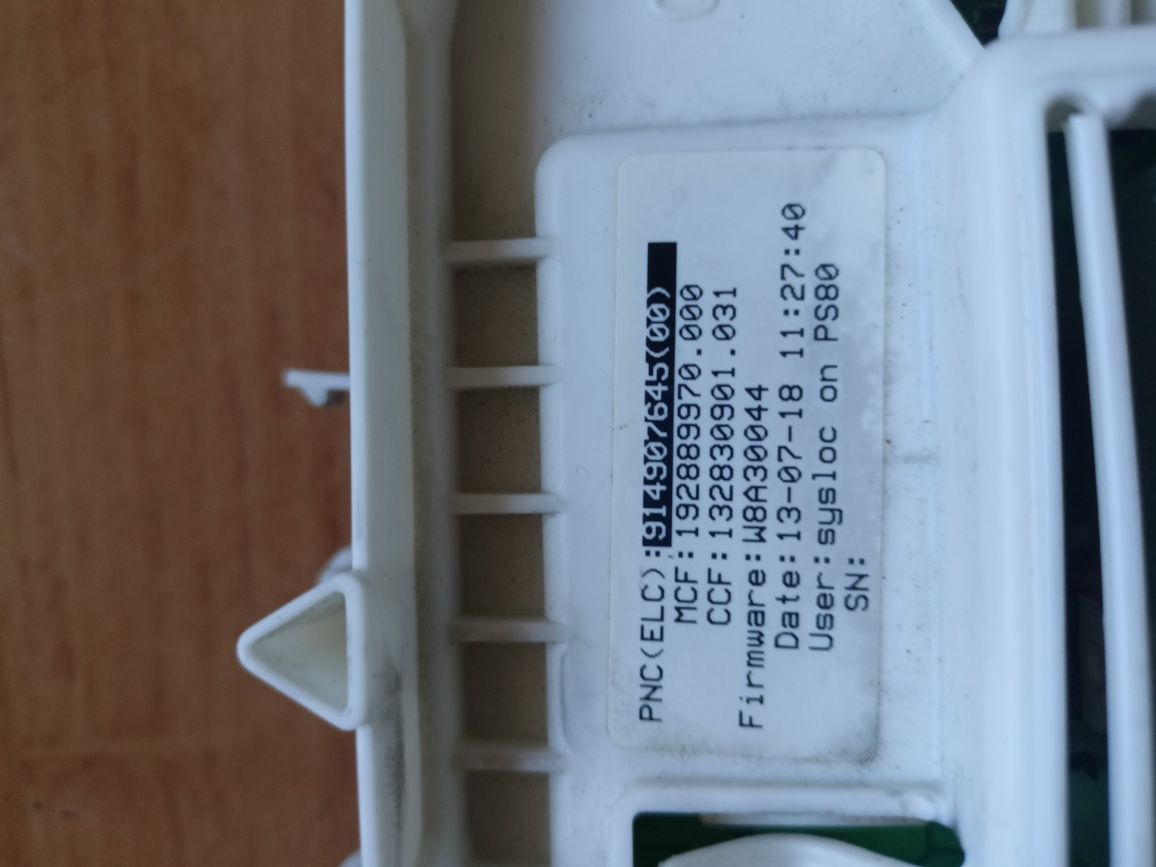 PNC(ELC):914907645(00)
MCF:192889970.000
CCF:132830901.031
Firmware:W8A30044
Date:13-07-18 11:27:40
User:sysloc on PS80
SN: